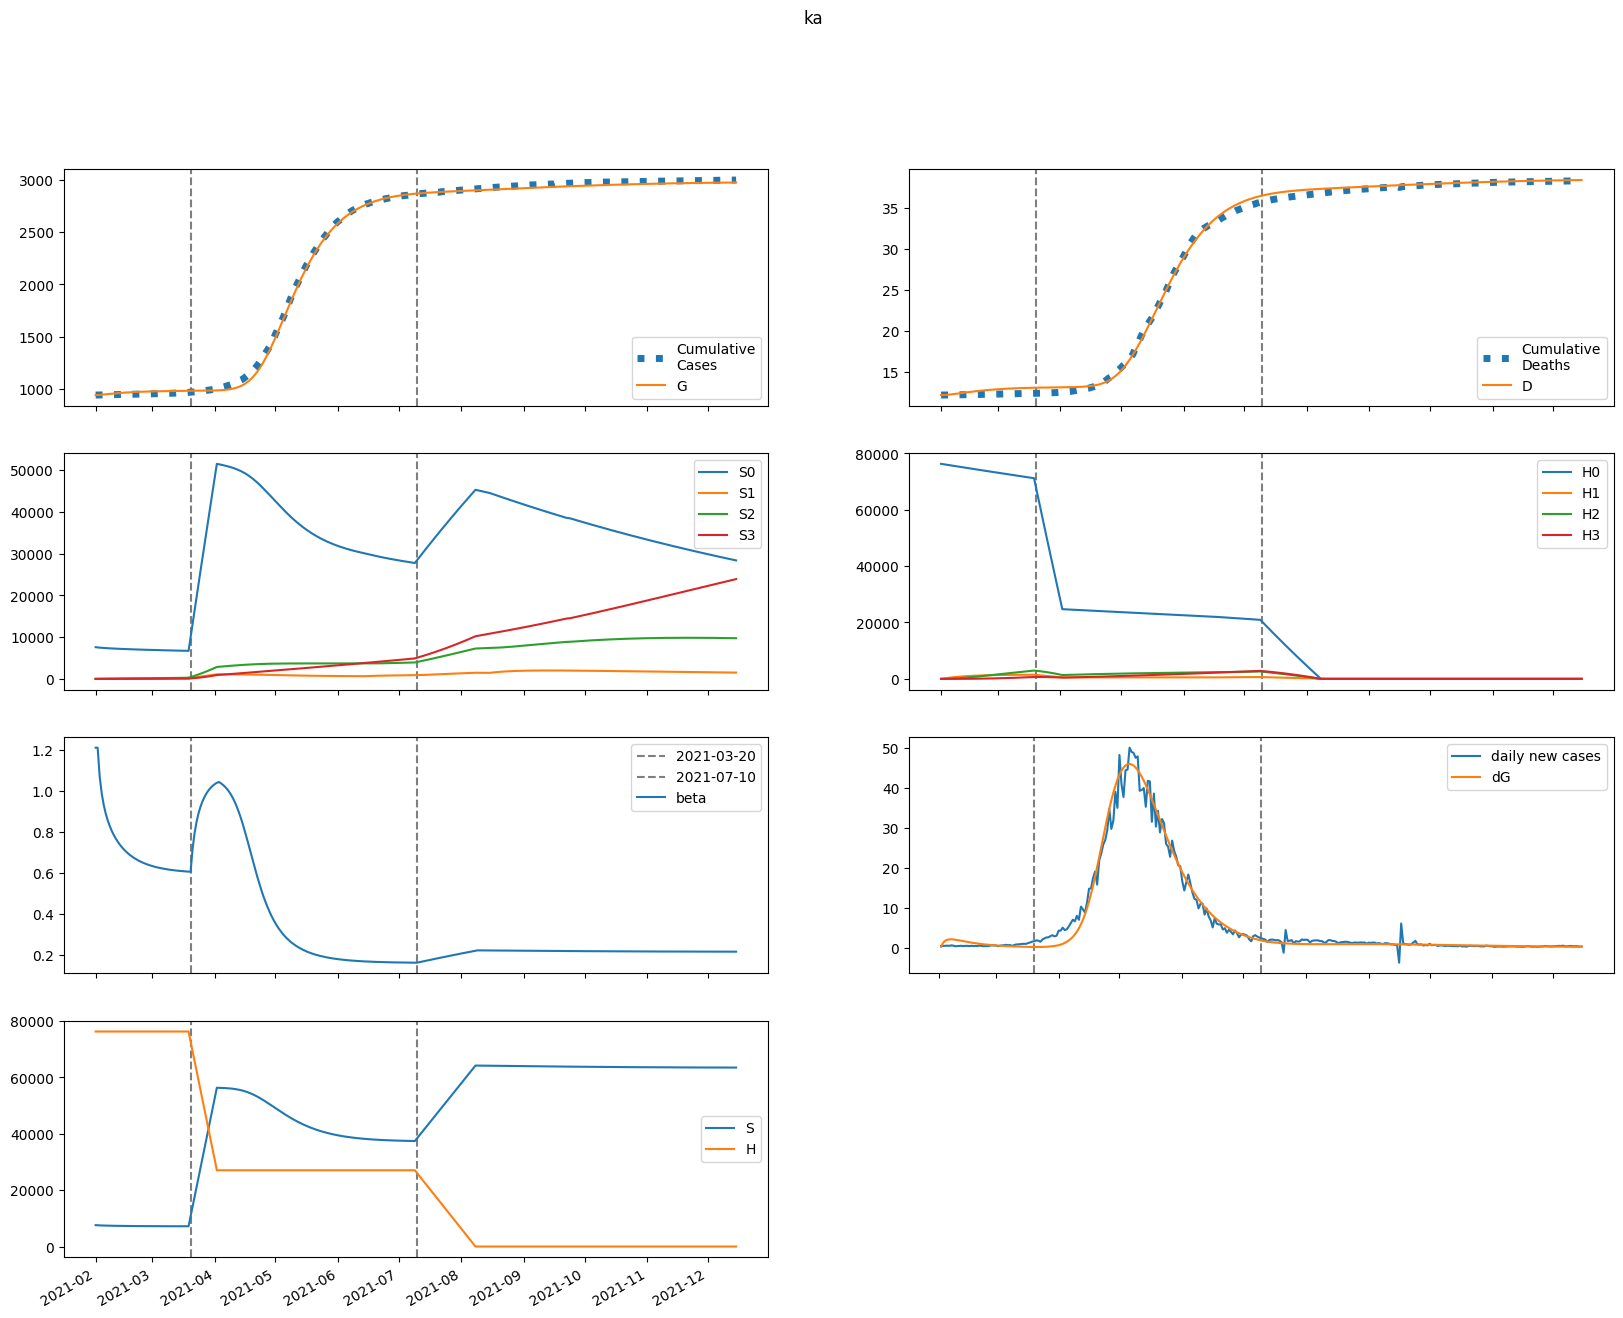 ka
3000
2500
2000
1500
1000
Cumulative
Cases
G
35
30
25
20
15
Cumulative
Deaths
D
50000
40000
30000
20000
10000
0
S0
S1
S2
S3
80000
60000
40000
20000
0
H0
H1
H2
H3
1.2
1.0
0.8
0.6
0.4
0.2
2021-03-20
2021-07-10
beta
50
40
30
20
10
0
daily new cases
dG
80000
60000
40000
20000
0
S
H
2021-02
2021-03
2021-04
2021-05
2021-06
2021-07
2021-08
2021-09
2021-10
2021-11
2021-12